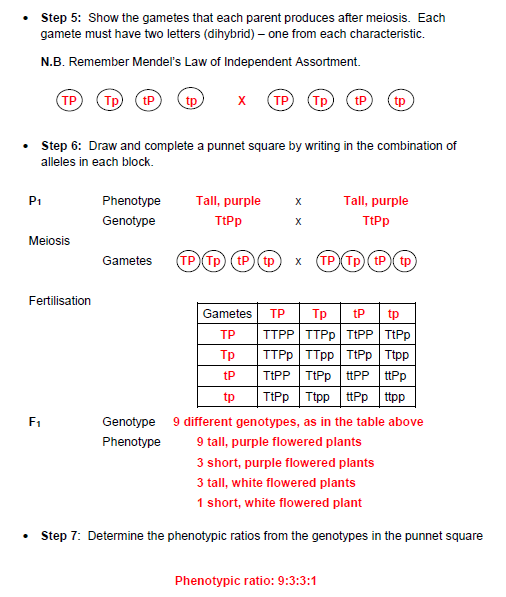 • Step 5: Show the gametes that each parent produces after meiosis. Each
gamete must have two letters (dihybrid) – one from each characteristic.
N.B. Remember Mendel's Law of Independent Assortment.
TP Tp tP tp X TP Tp tP tp
• Step 6: Draw and complete a punnet square by writing in the combination of
alleles in each block.
P1 Phenotype Tall, purple x Tall, purple
Genotype TtPp x TtPp
Meiosis
Gametes TP Tp tP tp x TP Tp tP tp
Fertilisation
Gametes TP Tp tP tp
TP TTPP TTPp TtPP TtPp
Tp TTPp TTpp TtPp Ttpp
tP TtPP TtPp ttPP ttPp
tp TtPp Ttpp ttPp ttpp
F1 Genotype 9 different genotypes, as in the table above
Phenotype 9 tall, purple flowered plants
3 short, purple flowered plants
3 tall, white flowered plants
1 short, white flowered plant
• Step 7: Determine the phenotypic ratios from the genotypes in the punnet square
Phenotypic ratio: 9:3:3:1